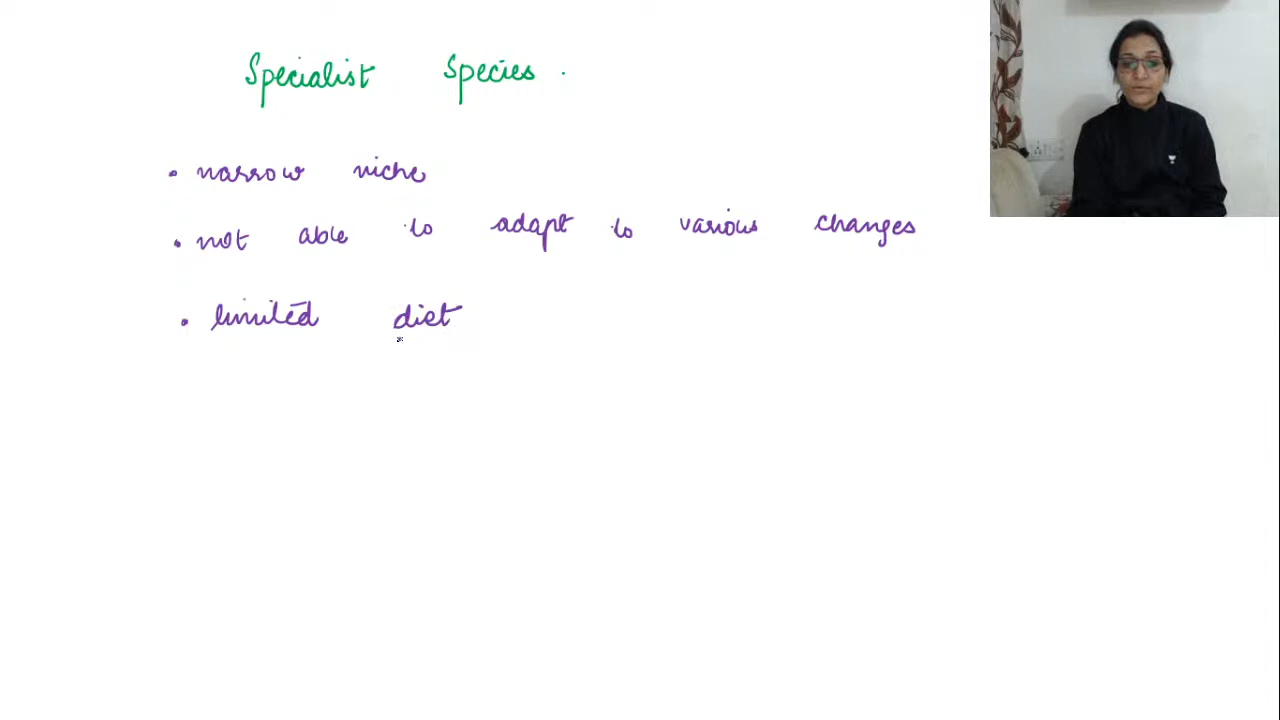 Specialist Species.
• narrow niche
• not able to adapt to various changes
• limited diet